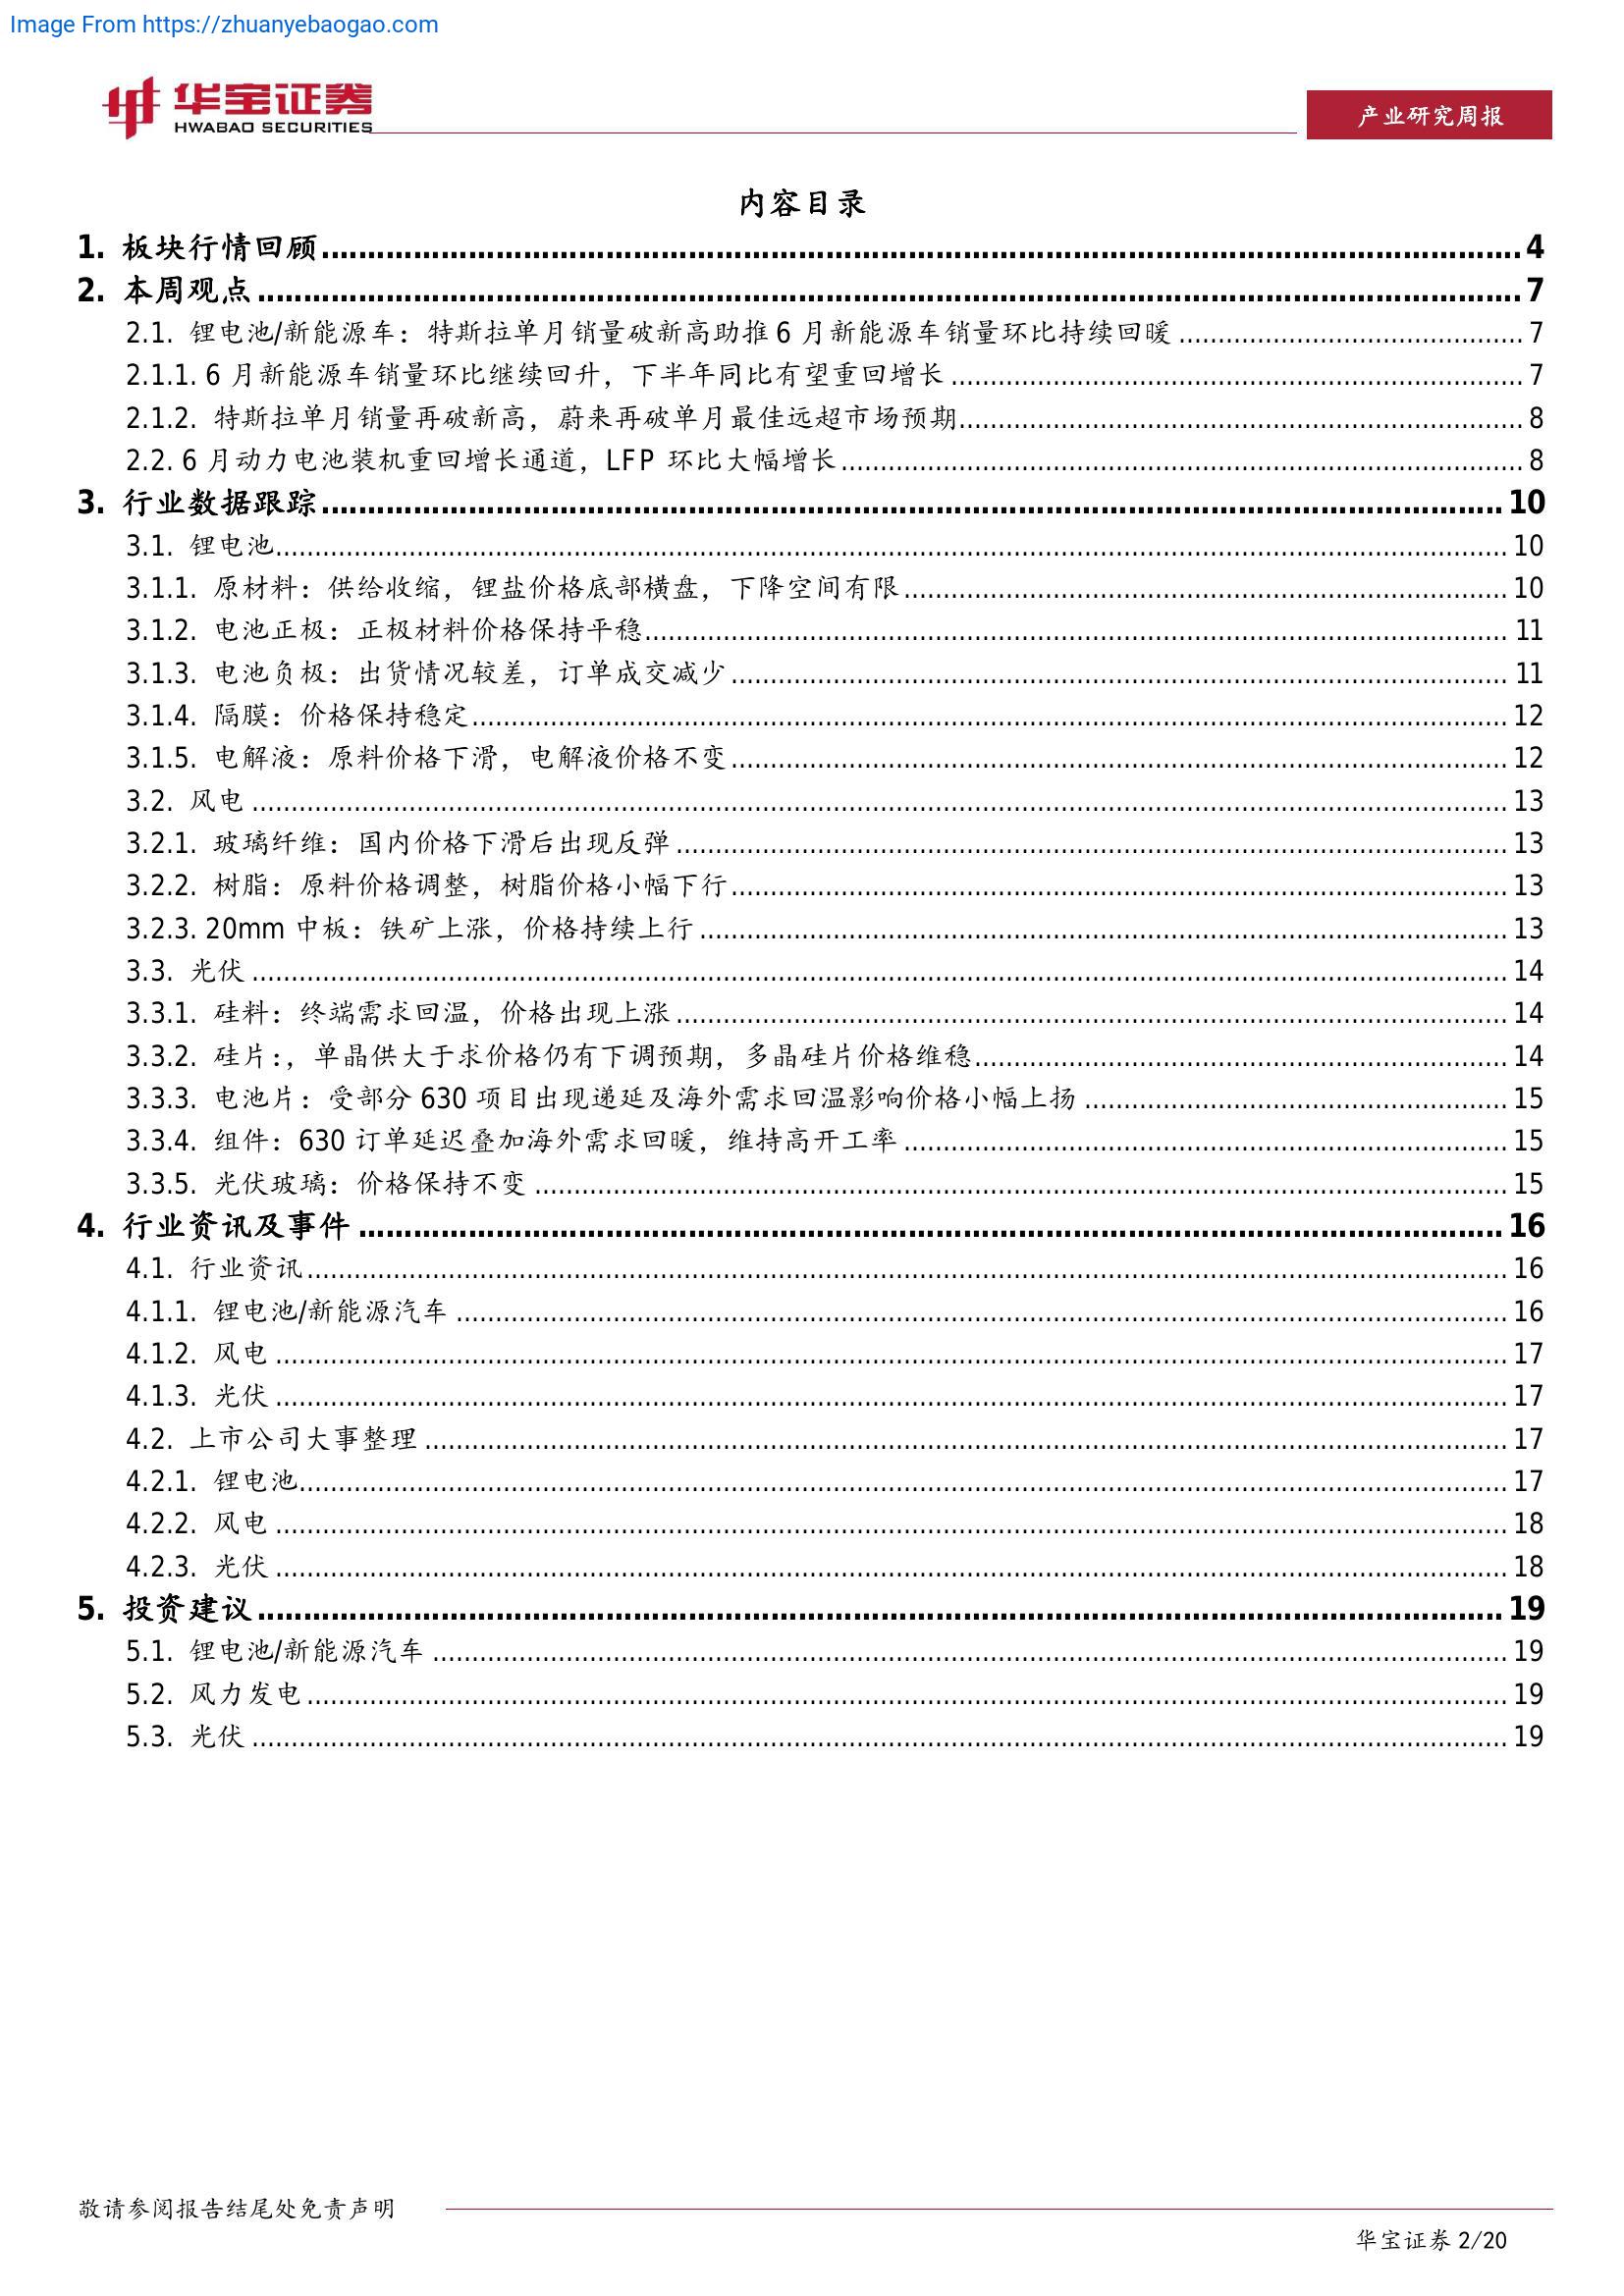 Image From https://zhuanyebaogao.com
华宝证券
HWABAO SECURITIES
产业研究周报
内容目录
1. 板块行情回顾 4
2. 本周观点 7
2.1. 锂电池/新能源车：特斯拉单月销量破新高助推 6 月新能源车销量环比持续回暖 7
2.1.1. 6 月新能源车销量环比继续回升，下半年同比有望重回增长 7
2.1.2. 特斯拉单月销量再破新高，蔚来再破单月最佳远超市场预期 8
2.2. 6 月动力电池装机重回增长通道，LFP 环比大幅增长 8
3. 行业数据跟踪 10
3.1. 锂电池 10
3.1.1. 原材料：供给收缩，锂盐价格底部横盘，下降空间有限 10
3.1.2. 电池正极：正极材料价格保持平稳 11
3.1.3. 电池负极：出货情况较差，订单成交减少 11
3.1.4. 隔膜：价格保持稳定 12
3.1.5. 电解液：原料价格下滑，电解液价格不变 12
3.2. 风电 13
3.2.1. 玻璃纤维：国内价格下滑后出现反弹 13
3.2.2. 树脂：原料价格调整，树脂价格小幅下行 13
3.2.3. 20mm 中板：铁矿上涨，价格持续上行 13
3.3. 光伏 14
3.3.1. 硅料：终端需求回温，价格出现上涨 14
3.3.2. 硅片：，单晶供大于求价格仍有下调预期，多晶硅片价格维稳 14
3.3.3. 电池片：受部分 630 项目出现递延及海外需求回温影响价格小幅上扬 15
3.3.4. 组件：630 订单延迟叠加海外需求回暖，维持高开工率 15
3.3.5. 光伏玻璃：价格保持不变 15
4. 行业资讯及事件 16
4.1. 行业资讯 16
4.1.1. 锂电池/新能源汽车 16
4.1.2. 风电 17
4.1.3. 光伏 17
4.2. 上市公司大事整理 17
4.2.1. 锂电池 17
4.2.2. 风电 18
4.2.3. 光伏 18
5. 投资建议 19
5.1. 锂电池/新能源汽车 19
5.2. 风力发电 19
5.3. 光伏 19
敬请参阅报告结尾处免责声明
华宝证券 2/20